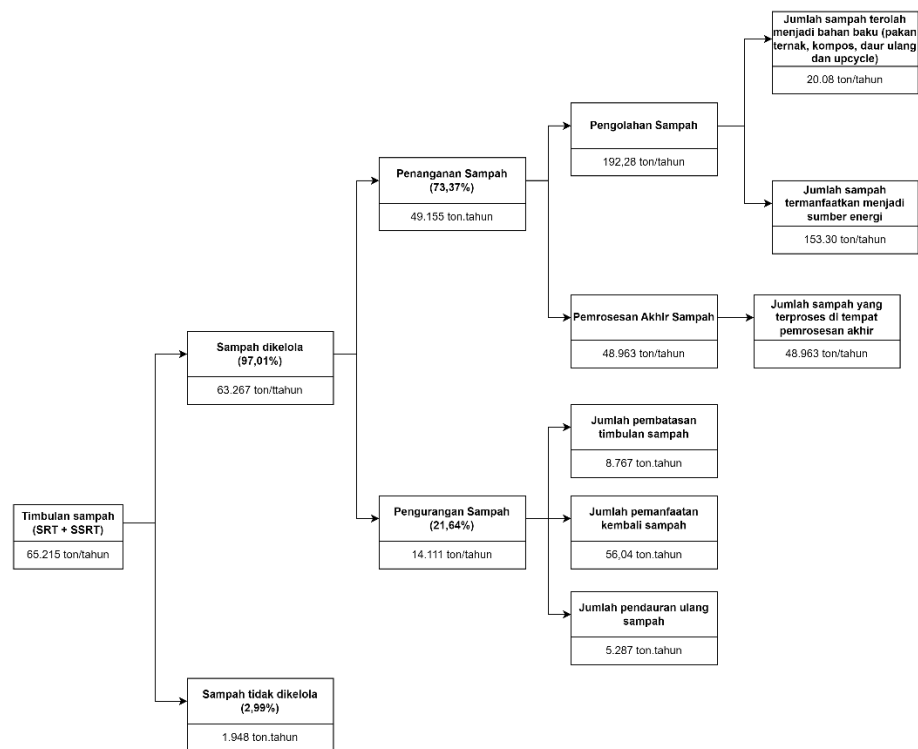 Jumlah sampah terolah
menjadi bahan baku (pakan
ternak, kompos, daur ulang
dan upcycle)
20.08 ton/tahun
Pengolahan Sampah
192,28 ton/tahun
Penanganan Sampah
(73,37%)
49.155 ton.tahun
Jumlah sampah
termanfaatkan menjadi
sumber energi
153.30 ton/tahun
Pemrosesan Akhir Sampah
48.963 ton/tahun
Jumlah sampah yang
terproses di tempat
pemrosesan akhir
48.963 ton/tahun
Sampah dikelola
(97,01%)
63.267 ton/ttahun
Jumlah pembatasan
timbulan sampah
8.767 ton.tahun
Timbulan sampah
(SRT + SSRT)
65.215 ton/tahun
Pengurangan Sampah
(21,64%)
14.111 ton/tahun
Jumlah pemanfaatan
kembali sampah
56,04 ton.tahun
Jumlah pendauran ulang
sampah
5.287 ton.tahun
Sampah tidak dikelola
(2,99%)
1.948 ton.tahun